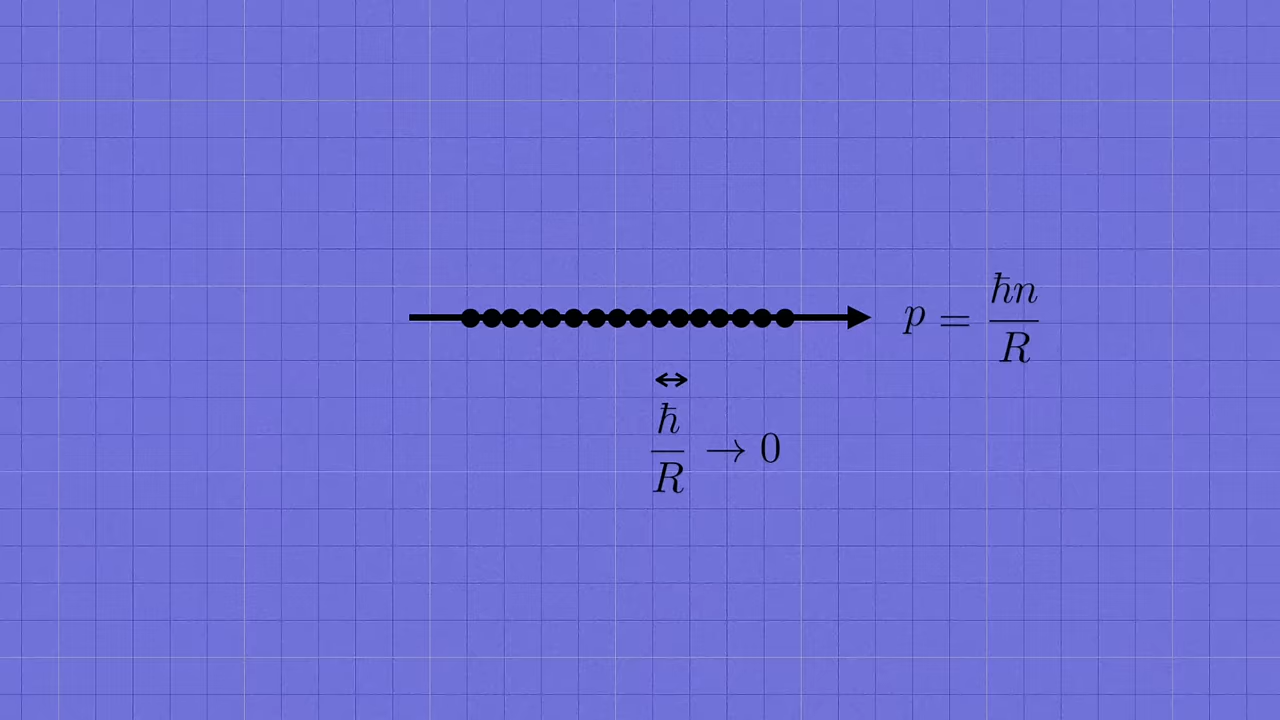 p = ħn/R
ħ/R → 0